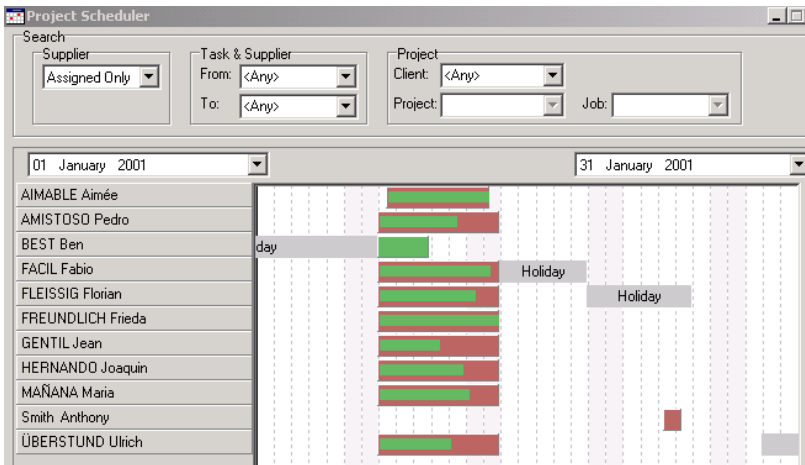 Project Scheduler
Search
Supplier
Task & Supplier
Project
Assigned Only
From: <Any>
Client: <Any>
To: <Any>
Project:
Job:
01 January 2001
31 January 2001
AIMABLE Aimée
AMISTOSO Pedro
BEST Ben
day
FACIL Fabio
Holiday
FLEISSIG Florian
Holiday
FREUNDLICH Frieda
GENTIL Jean
HERNANDO Joaquin
MAÑANA Maria
Smith Anthony
ÜBERSTUND Ulrich